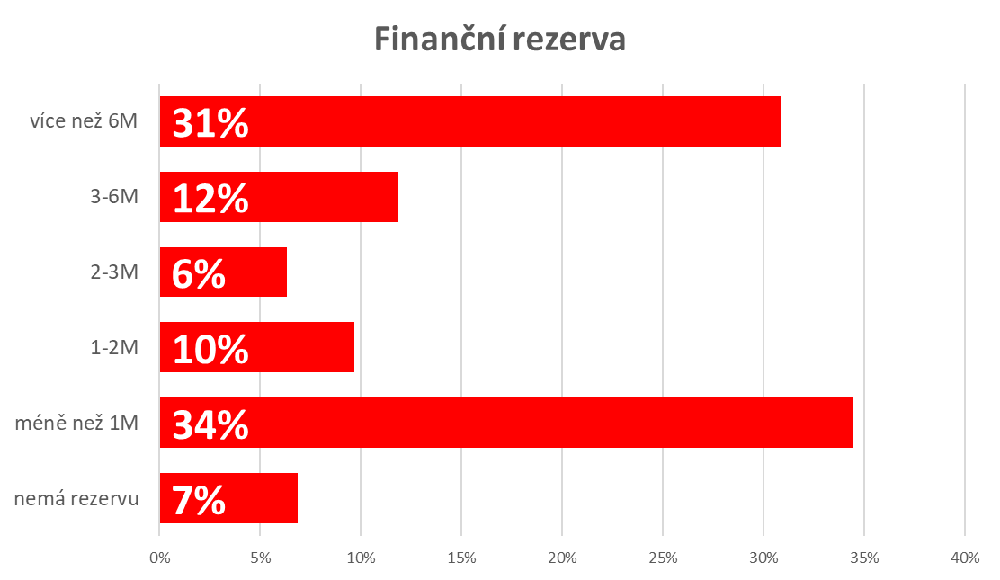 Finanční rezerva
více než 6M
31%
3-6M
12%
2-3M
6%
1-2M
10%
méně než 1M
34%
nemá rezervu
7%
0% 5% 10% 15% 20% 25% 30% 35% 40%